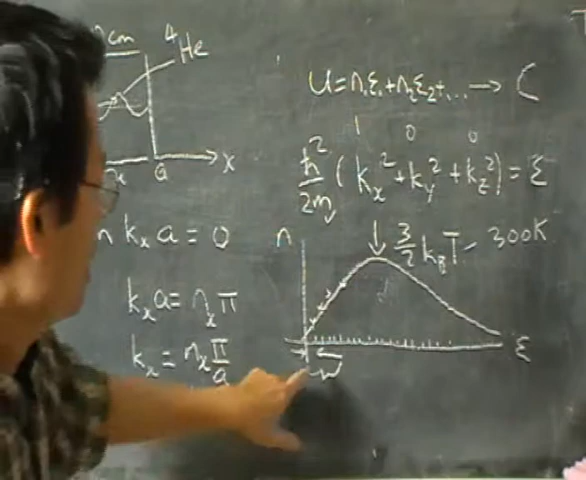 cm
⁴He
U = n₁ε₁ + n₂ε₂ + ... → C
1 0 0
ℏ²/2m (kx² + ky² + kz²) = ε
a x
kx a = 0
n
3/2 kBT ~ 300K
kx a = nx π
kx = nx π/a
ε